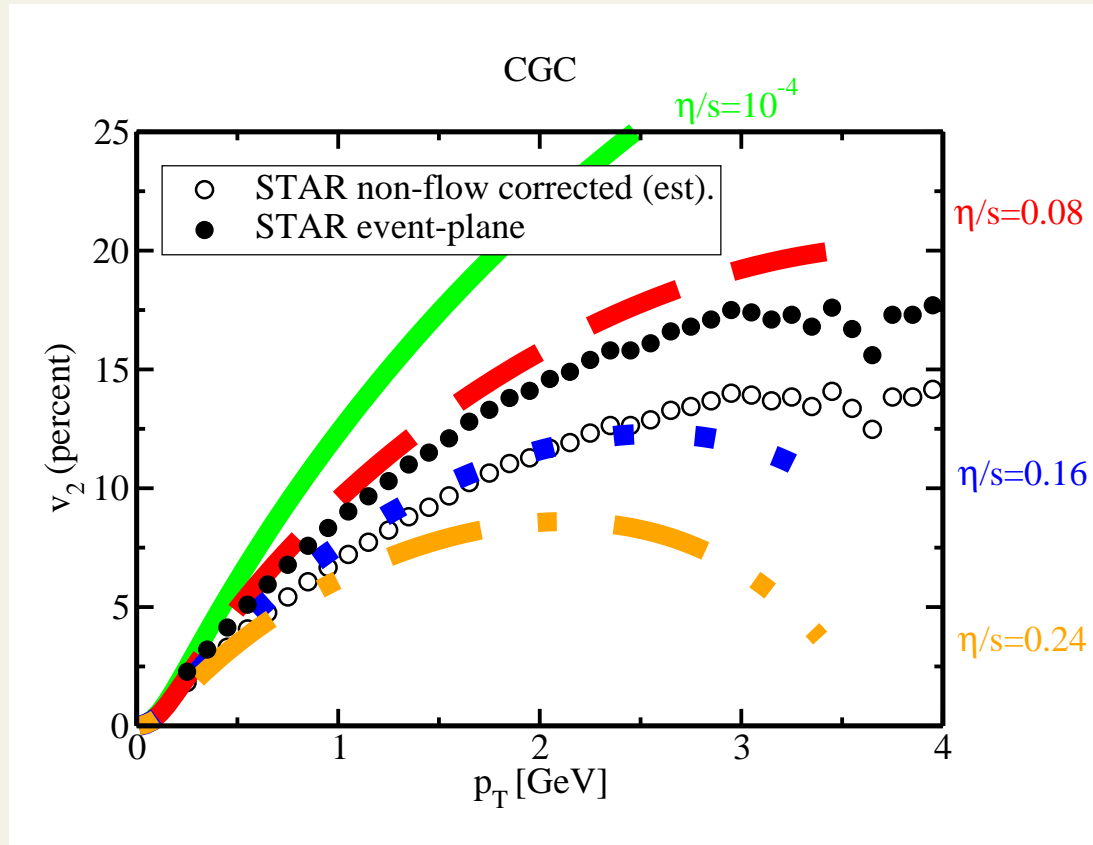 CGC
η/s=10⁻⁴
25
STAR non-flow corrected (est).
STAR event-plane
η/s=0.08
20
15
v₂ (percent)
10
η/s=0.16
5
η/s=0.24
0
0 1 2 3 4
p_T [GeV]